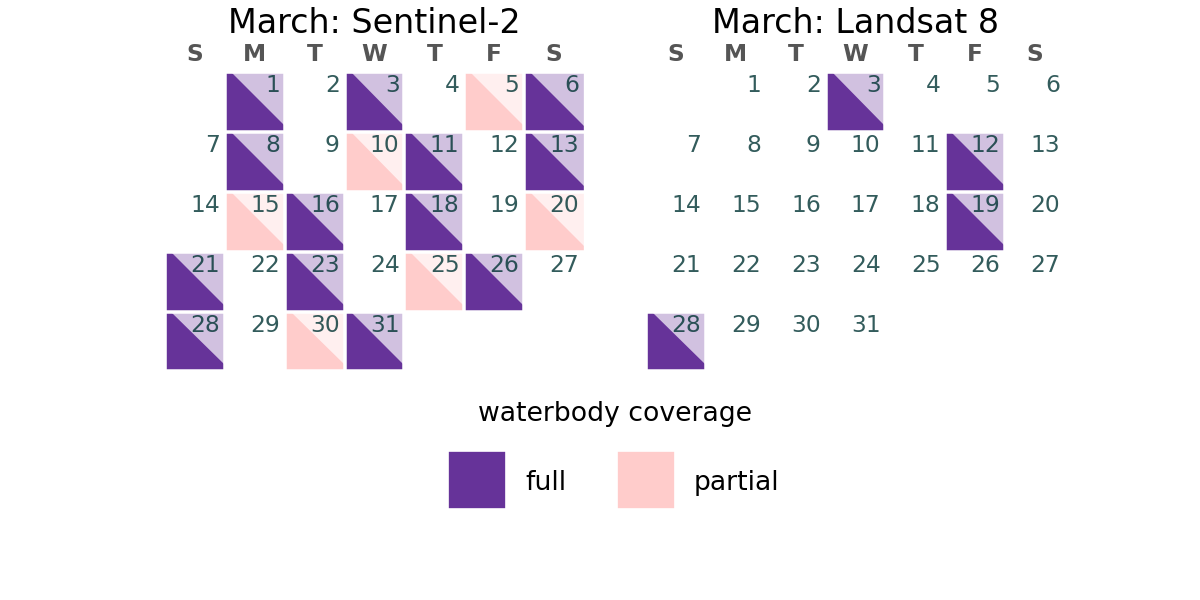 March: Sentinel-2
S M T W T F S
1 2 3 4 5 6
7 8 9 10 11 12 13
14 15 16 17 18 19 20
21 22 23 24 25 26 27
28 29 30 31
March: Landsat 8
S M T W T F S
1 2 3 4 5 6
7 8 9 10 11 12 13
14 15 16 17 18 19 20
21 22 23 24 25 26 27
28 29 30 31
waterbody coverage
full partial